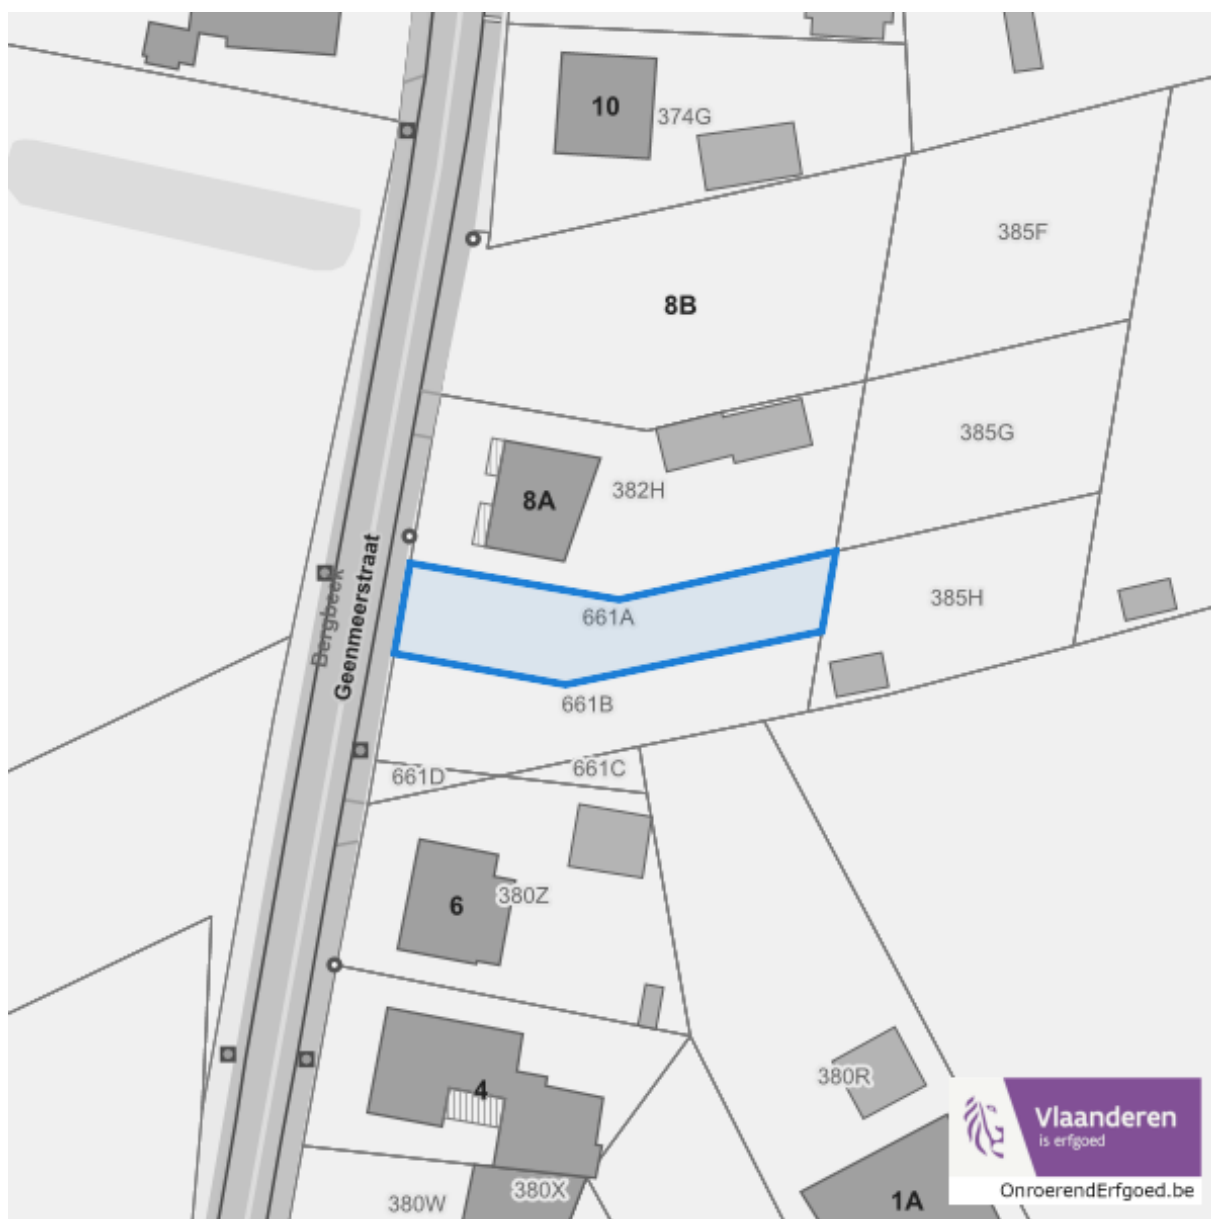 10
374G
385F
8B
385G
382H
8A
Bergbeek
Geenmeerstraat
385H
661A
661B
661D
661C
380Z
6
380R
4
Vlaanderen
is erfgoed
380X
380W
1A
OnroerendErfgoed.be